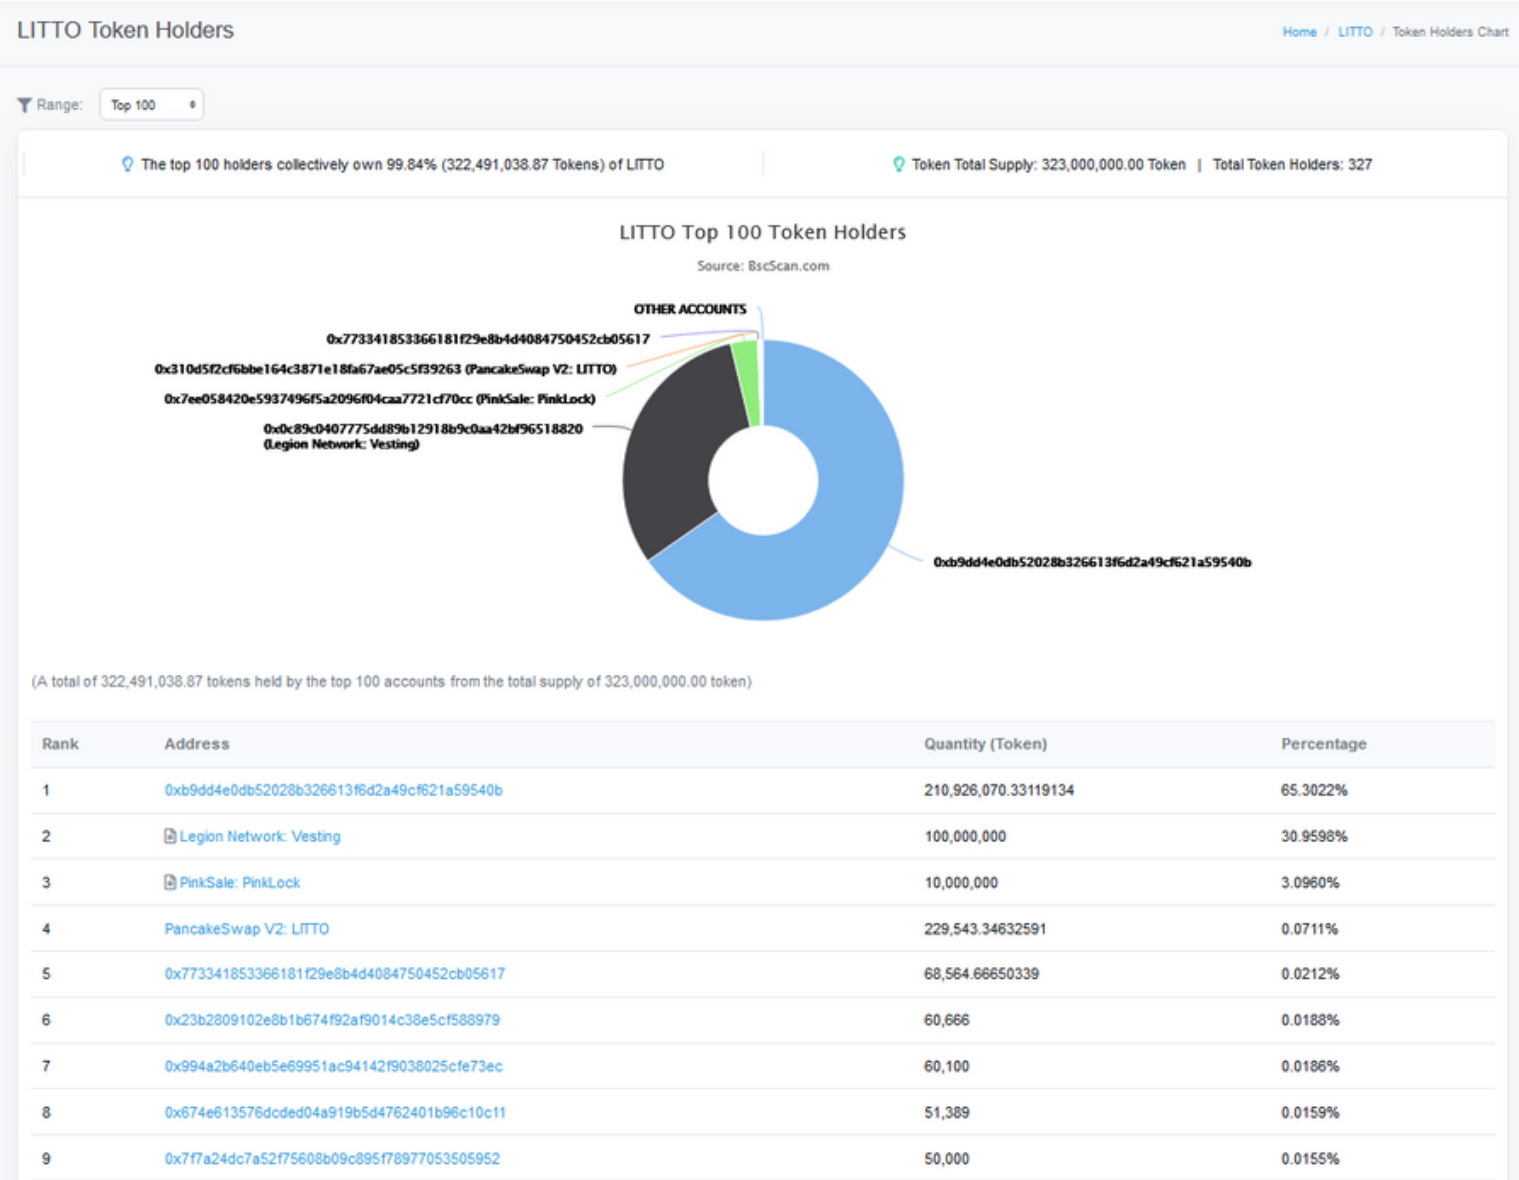 LITTO Token Holders
Home / LITTO / Token Holders Chart
Range: Top 100
The top 100 holders collectively own 99.84% (322,491,038.87 Tokens) of LITTO
Token Total Supply: 323,000,000.00 Token | Total Token Holders: 327
LITTO Top 100 Token Holders
Source: BscScan.com
OTHER ACCOUNTS
0x773341853366181f29e8b4d4084750452cb05617
0x310d5f2cf6bbe164c3871e18fa67ae05c5f39263 (PancakeSwap V2: LITTO)
0x7ee058420e5937496f5a2096f04caa7721cf70cc (PinkSale: PinkLock)
0x0c89c0407775dd89b12918b9c0aa42bf96518820
(Legion Network: Vesting)
0xb9dd4e0db52028b326613f6d2a49cf621a59540b
(A total of 322,491,038.87 tokens held by the top 100 accounts from the total supply of 323,000,000.00 token)
Rank Address Quantity (Token) Percentage
1 0xb9dd4e0db52028b326613f6d2a49cf621a59540b 210,926,070.33119134 65.3022%
2 Legion Network: Vesting 100,000,000 30.9598%
3 PinkSale: PinkLock 10,000,000 3.0960%
4 PancakeSwap V2: LITTO 229,543.34632591 0.0711%
5 0x773341853366181f29e8b4d4084750452cb05617 68,564.66650339 0.0212%
6 0x23b2809102e8b1b674f92af9014c38e5cf588979 60,666 0.0188%
7 0x994a2b640eb5e69951ac94142f9038025cfe73ec 60,100 0.0186%
8 0x674e613576dcded04a919b5d4762401b96c10c11 51,389 0.0159%
9 0x7f7a24dc7a52f75608b09c895f78977053505952 50,000 0.0155%